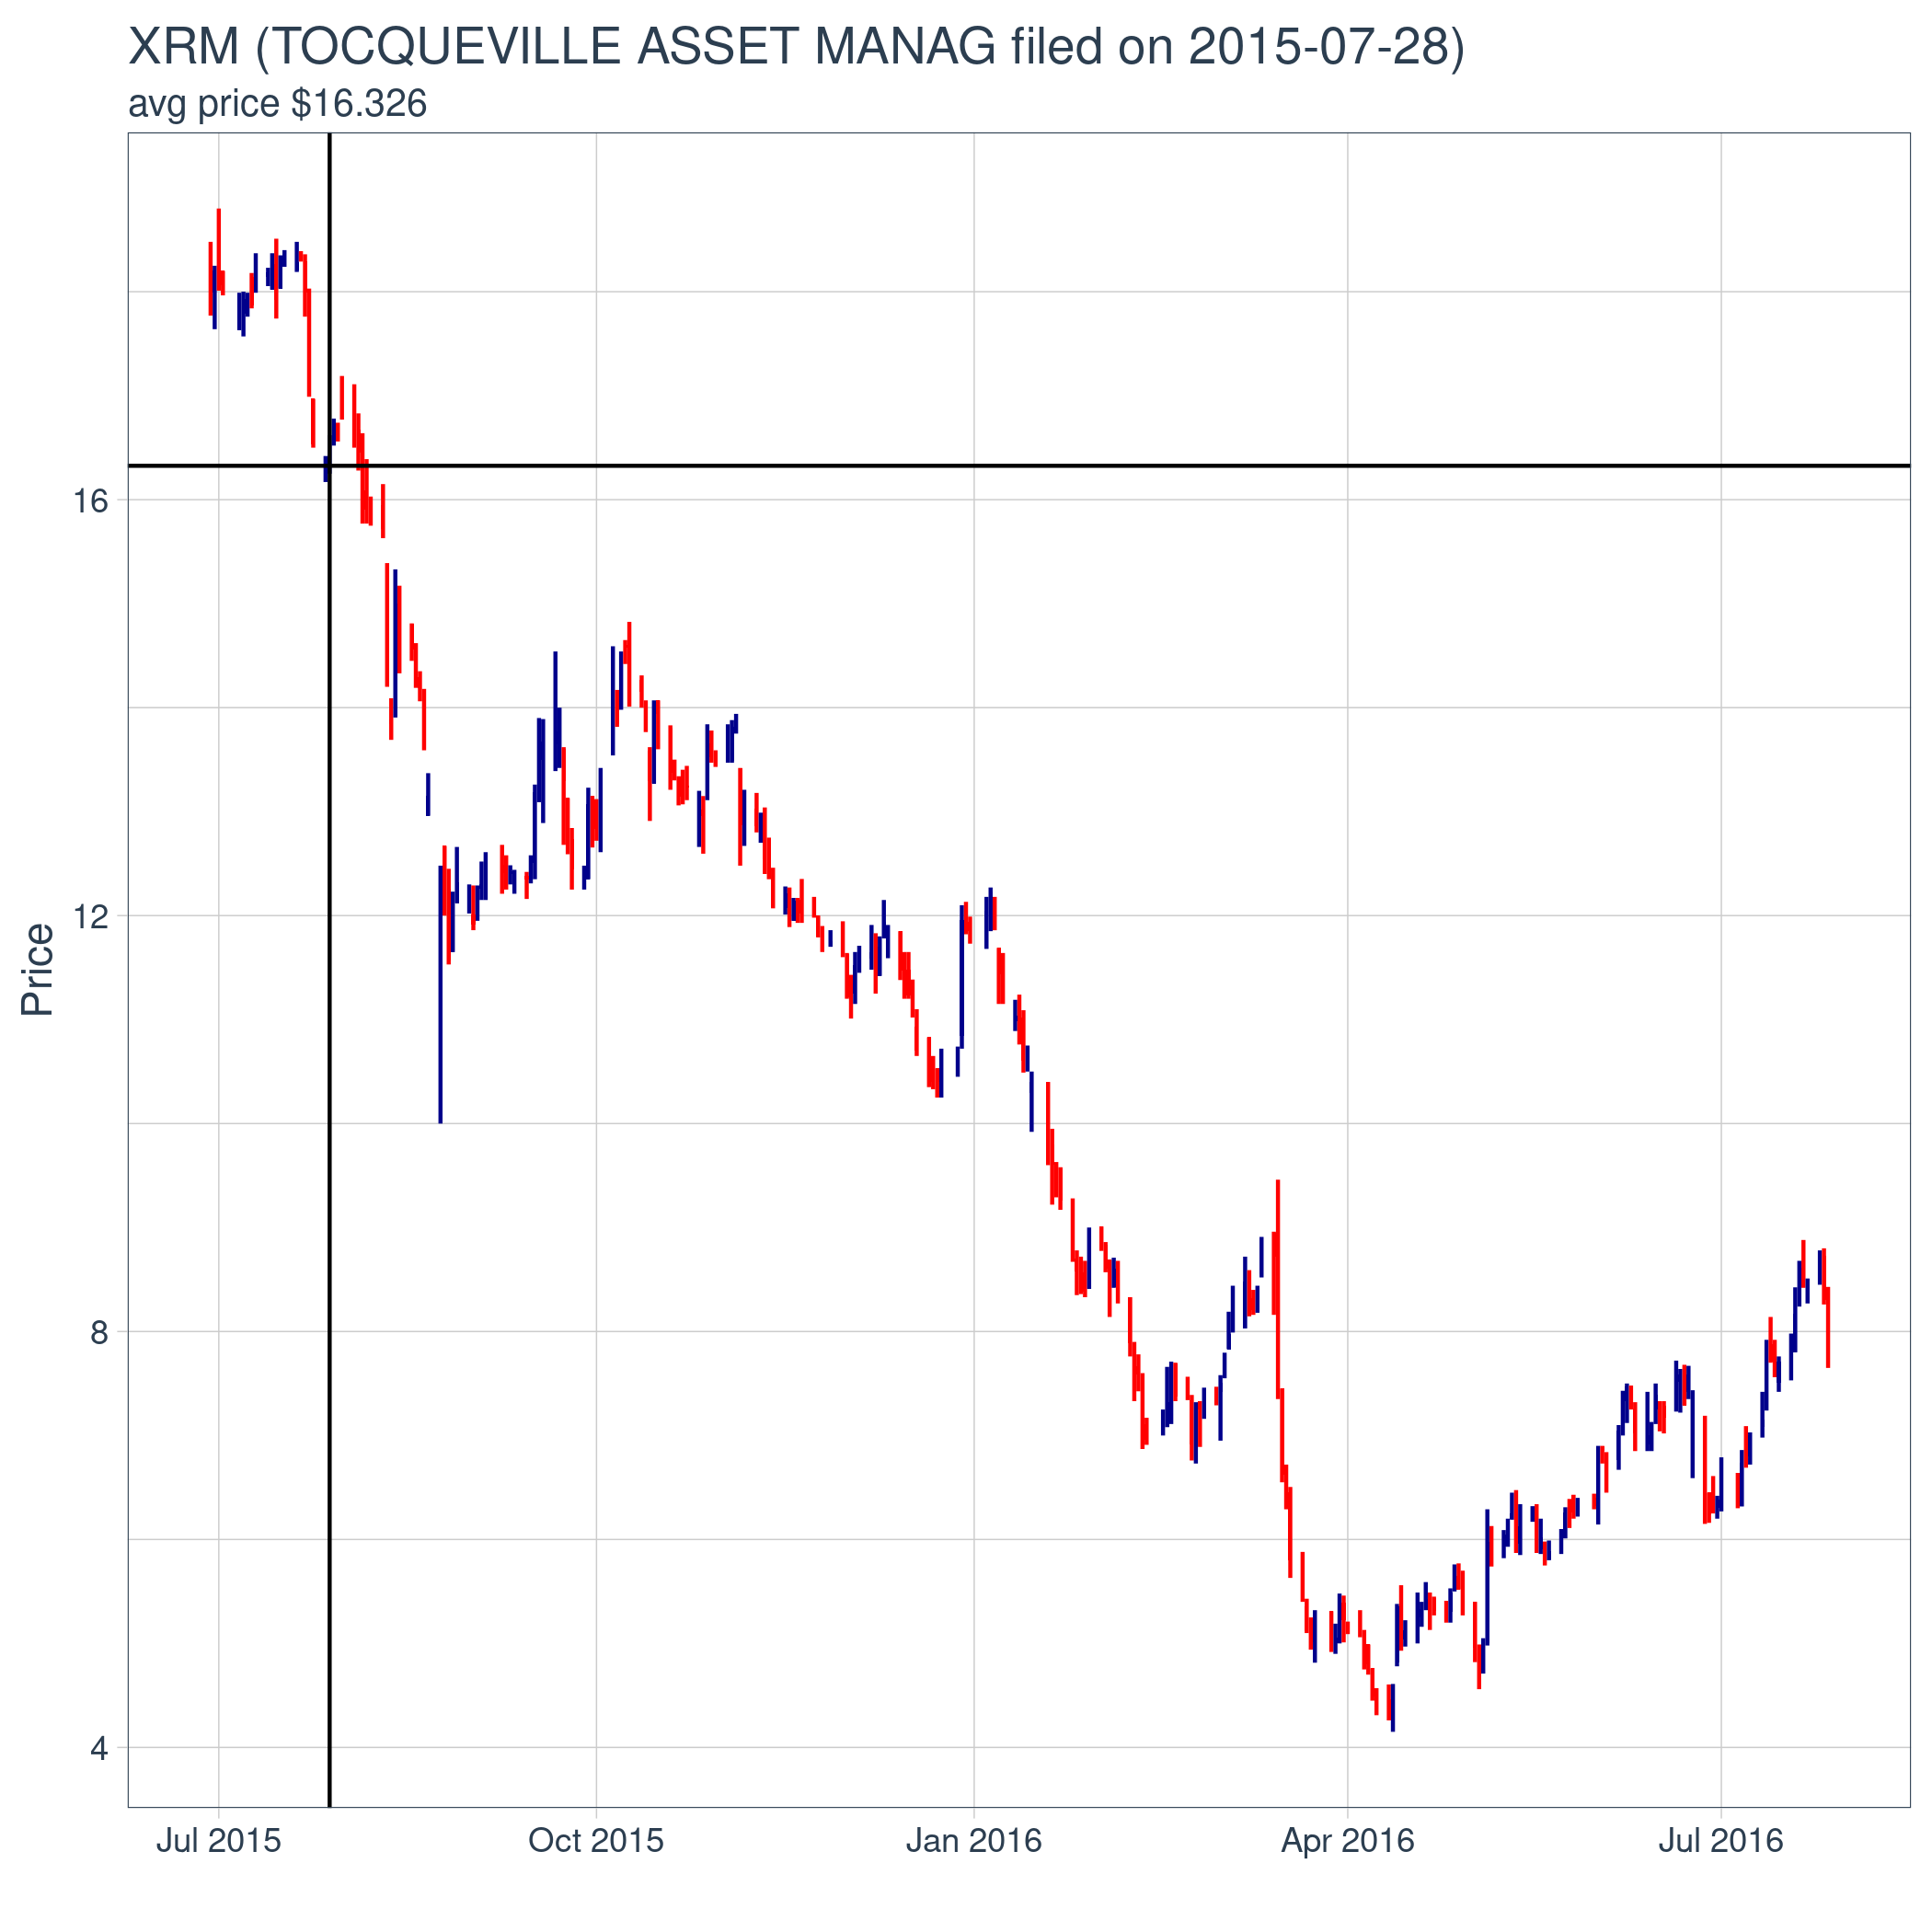 XRM (TOCQUEVILLE ASSET MANAG filed on 2015-07-28)
avg price $16.326
16
12
8
4
Price
Jul 2015 Oct 2015 Jan 2016 Apr 2016 Jul 2016